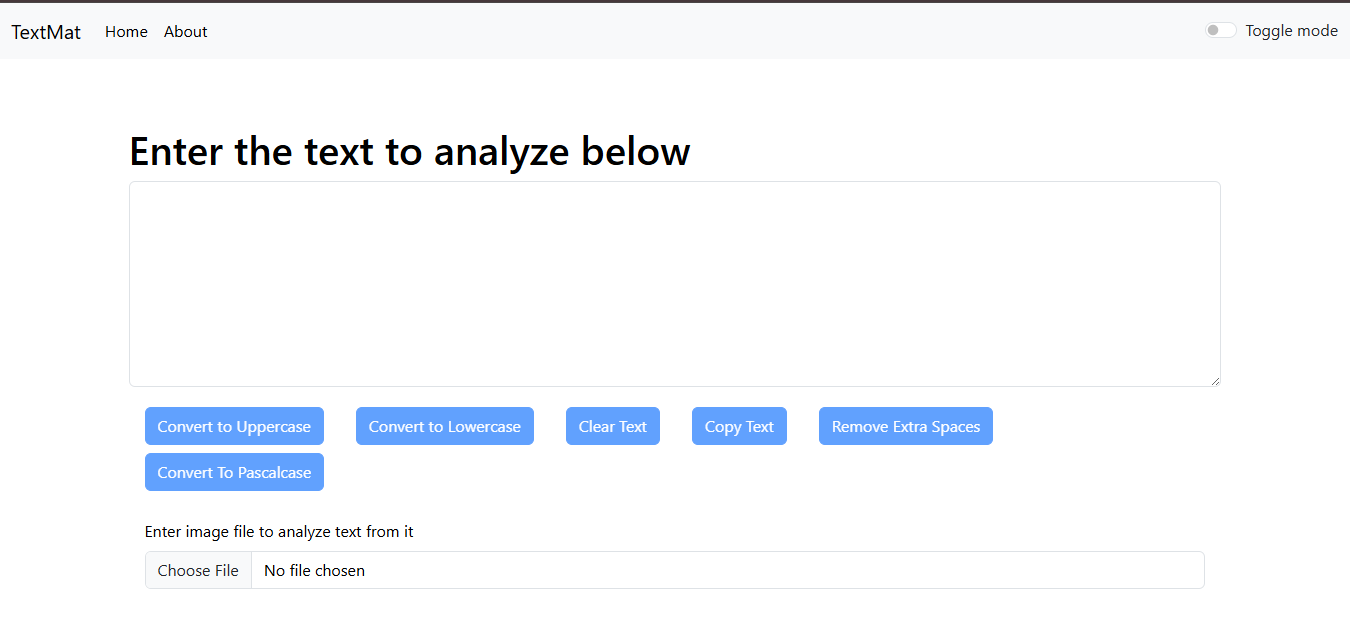 TextMat Home About Toggle mode
Enter the text to analyze below
Convert to Uppercase Convert to Lowercase Clear Text Copy Text Remove Extra Spaces
Convert To Pascalcase
Enter image file to analyze text from it
Choose File No file chosen